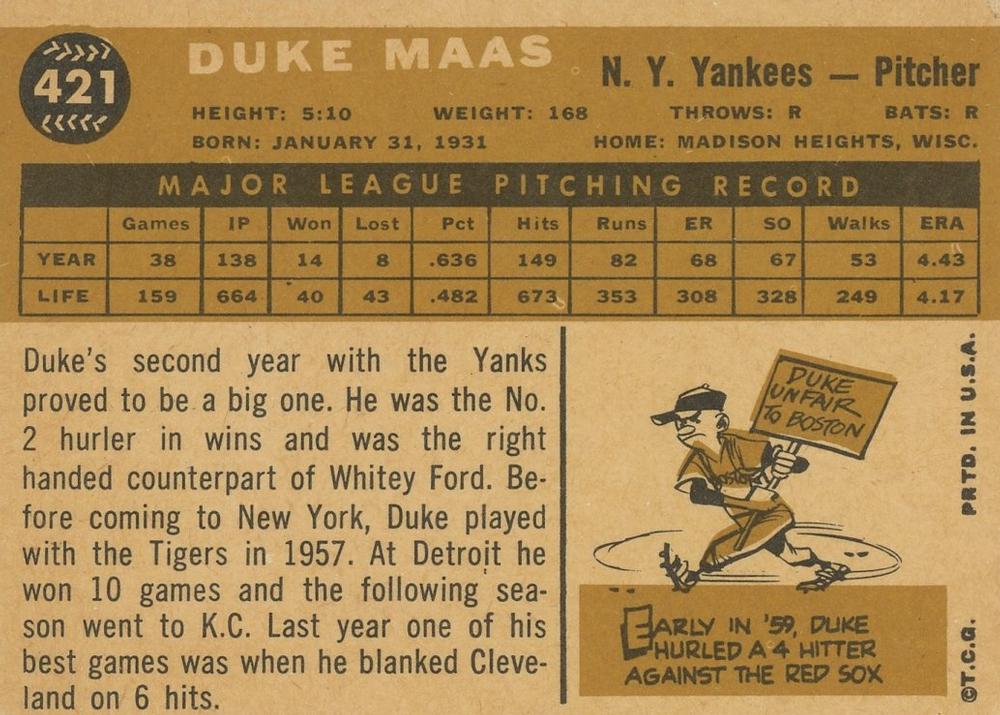 421
DUKE MAAS
N. Y. Yankees — Pitcher
HEIGHT: 5:10 WEIGHT: 168 THROWS: R BATS: R
BORN: JANUARY 31, 1931 HOME: MADISON HEIGHTS, WISC.
MAJOR LEAGUE PITCHING RECORD
Games IP Won Lost Pct Hits Runs ER SO Walks ERA
YEAR 38 138 14 8 .636 149 82 68 67 53 4.43
LIFE 159 664 40 43 .482 673 353 308 328 249 4.17
Duke's second year with the Yanks
proved to be a big one. He was the No.
2 hurler in wins and was the right
handed counterpart of Whitey Ford. Be-
fore coming to New York, Duke played
with the Tigers in 1957. At Detroit he
won 10 games and the following sea-
son went to K.C. Last year one of his
best games was when he blanked Cleve-
land on 6 hits.
DUKE
UNFAIR
TO BOSTON
BOSTON
EARLY IN '59, DUKE
HURLED A 4 HITTER
AGAINST THE RED SOX
©T.C.G. PRTD. IN U.S.A.